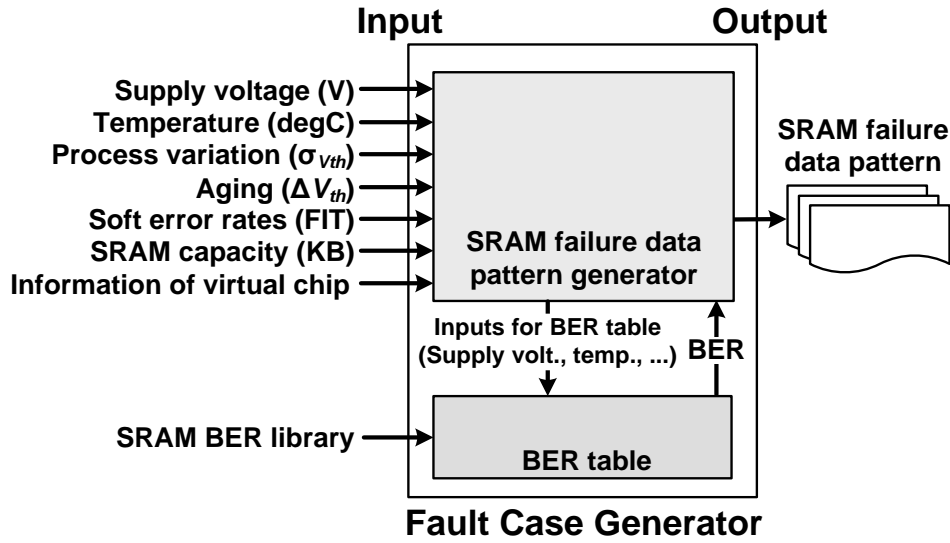 Input
Output
Supply voltage (V)
Temperature (degC)
Process variation (σVth)
Aging (ΔVth)
Soft error rates (FIT)
SRAM capacity (KB)
Information of virtual chip
SRAM failure data
pattern generator
SRAM failure
data pattern
Inputs for BER table
(Supply volt., temp., ...)
BER
SRAM BER library
BER table
Fault Case Generator